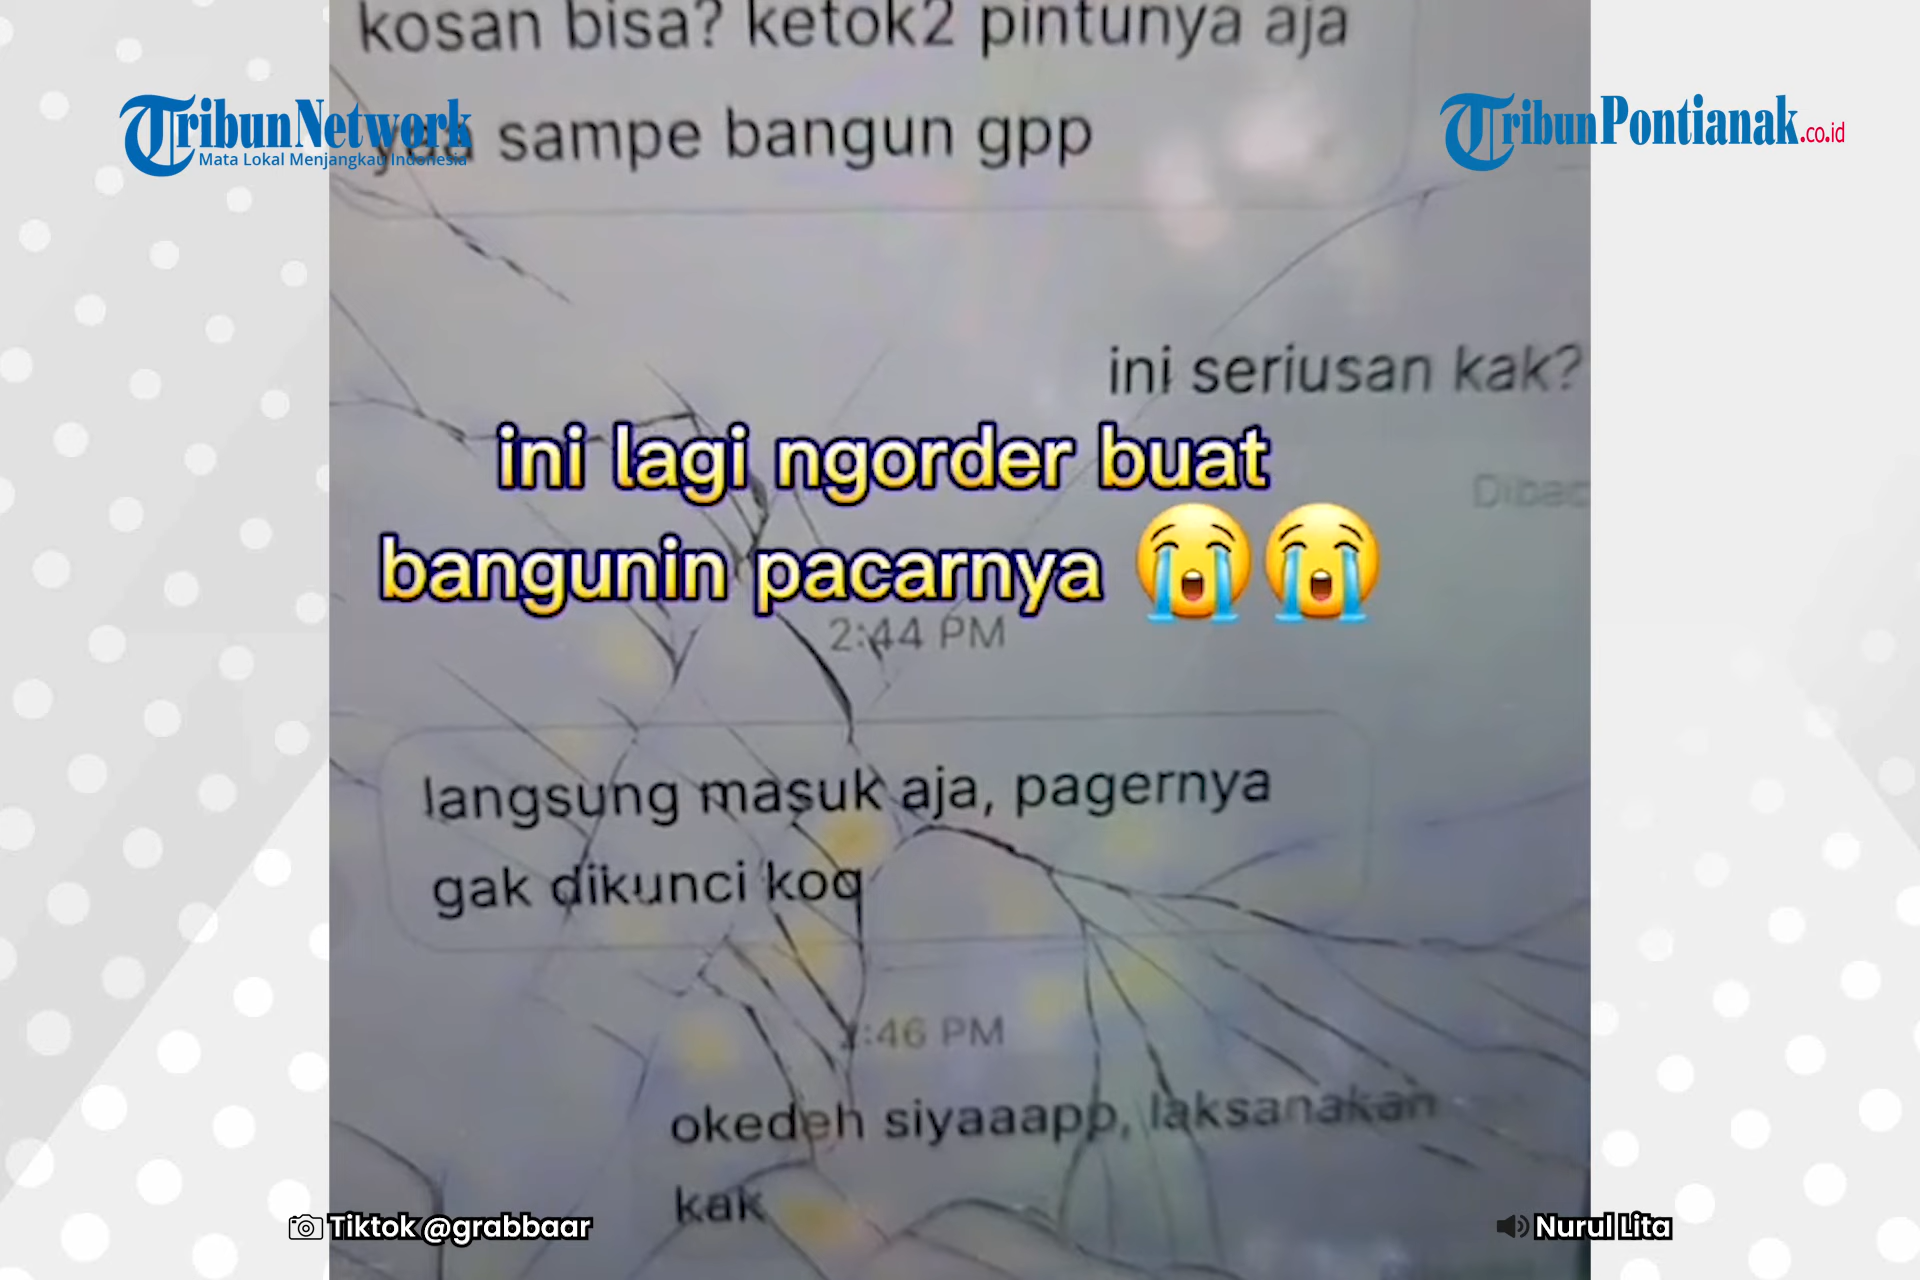 kosan bisa? ketok2 pintunya aja
TribunNetwork
Mata Lokal Menjangkau Indonesia
TribunPontianak.co.id
yaa sampe bangun gpp
ini seriusan kak?
ini lagi ngorder buat
Dibac
bangunin pacarnya 😭😭
2:44 PM
langsung masuk aja, pagernya
gak dikunci koq
:46 PM
okedeh siyaaapp, laksanakan
kak
Tiktok @grabbaar
Nurul Lita